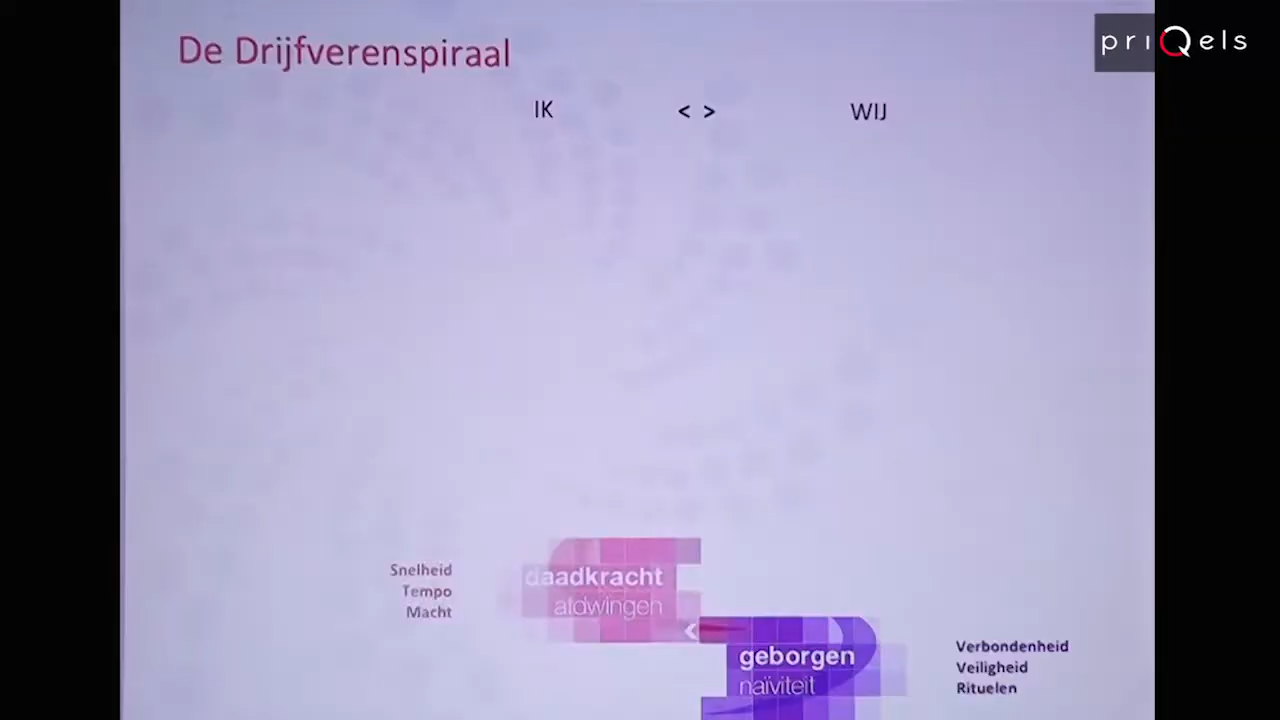 De Drijfverenspiraal
priQels
IK < > WIJ
Snelheid
Tempo
Macht
daadkracht
afdwingen
geborgen
naïviteit
Verbondenheid
Veiligheid
Rituelen